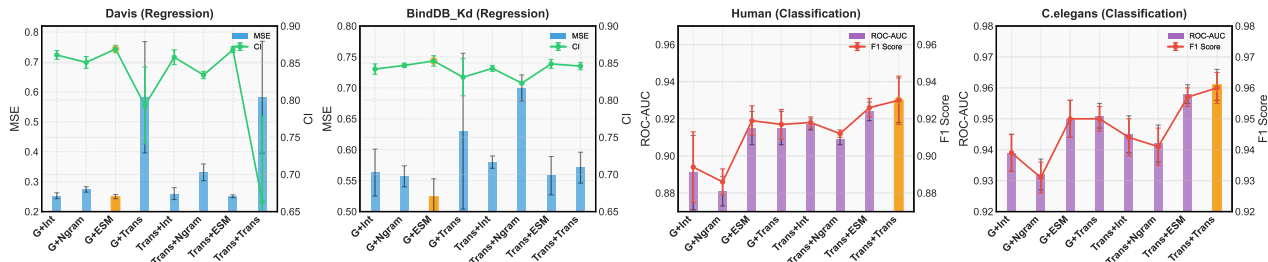 Davis (Regression)
MSE
CI
0.8
0.7
0.6
0.5
0.4
0.3
0.2
MSE
0.90
0.85
0.80
0.75
0.70
0.65
CI
G+Int
G+Ngram
G+ESM
G+Trans
Trans+Int
Trans+Ngram
Trans+ESM
Trans+Trans
BindDB_Kd (Regression)
MSE
CI
0.80
0.75
0.70
0.65
0.60
0.55
0.50
MSE
0.90
0.85
0.80
0.75
0.70
0.65
CI
G+Int
G+Ngram
G+ESM
G+Trans
Trans+Int
Trans+Ngram
Trans+ESM
Trans+Trans
Human (Classification)
ROC-AUC
F1 Score
0.96
0.94
0.92
0.90
0.88
ROC-AUC
0.96
0.94
0.92
0.90
0.88
F1 Score
G+Int
G+Ngram
G+ESM
G+Trans
Trans+Int
Trans+Ngram
Trans+ESM
Trans+Trans
C.elegans (Classification)
ROC-AUC
F1 Score
0.98
0.97
0.96
0.95
0.94
0.93
0.92
ROC-AUC
0.98
0.97
0.96
0.95
0.94
0.93
0.92
F1 Score
G+Int
G+Ngram
G+ESM
G+Trans
Trans+Int
Trans+Ngram
Trans+ESM
Trans+Trans